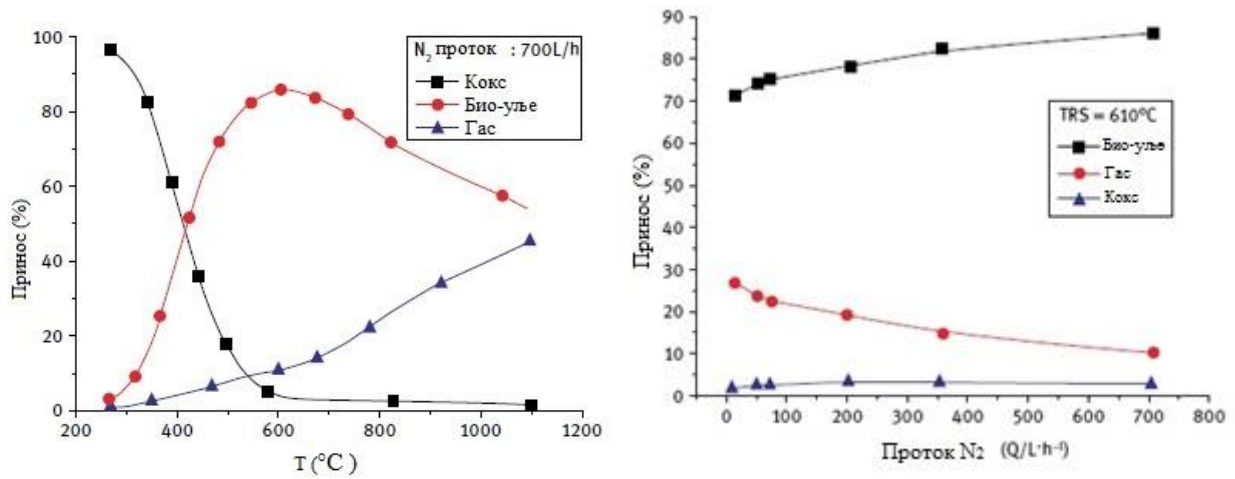 100
80
60
40
20
0
Принос (%)
200
400
600
800
1000
1200
T (°C )
N₂ проток : 700L/h
Кокс
Био-уље
Гас
90
80
70
60
50
40
30
20
10
0
Принос (%)
0
100
200
300
400
500
600
700
800
Проток N2 (Q/L·h⁻¹)
TRS = 610°C
Био-уље
Гас
Кокс